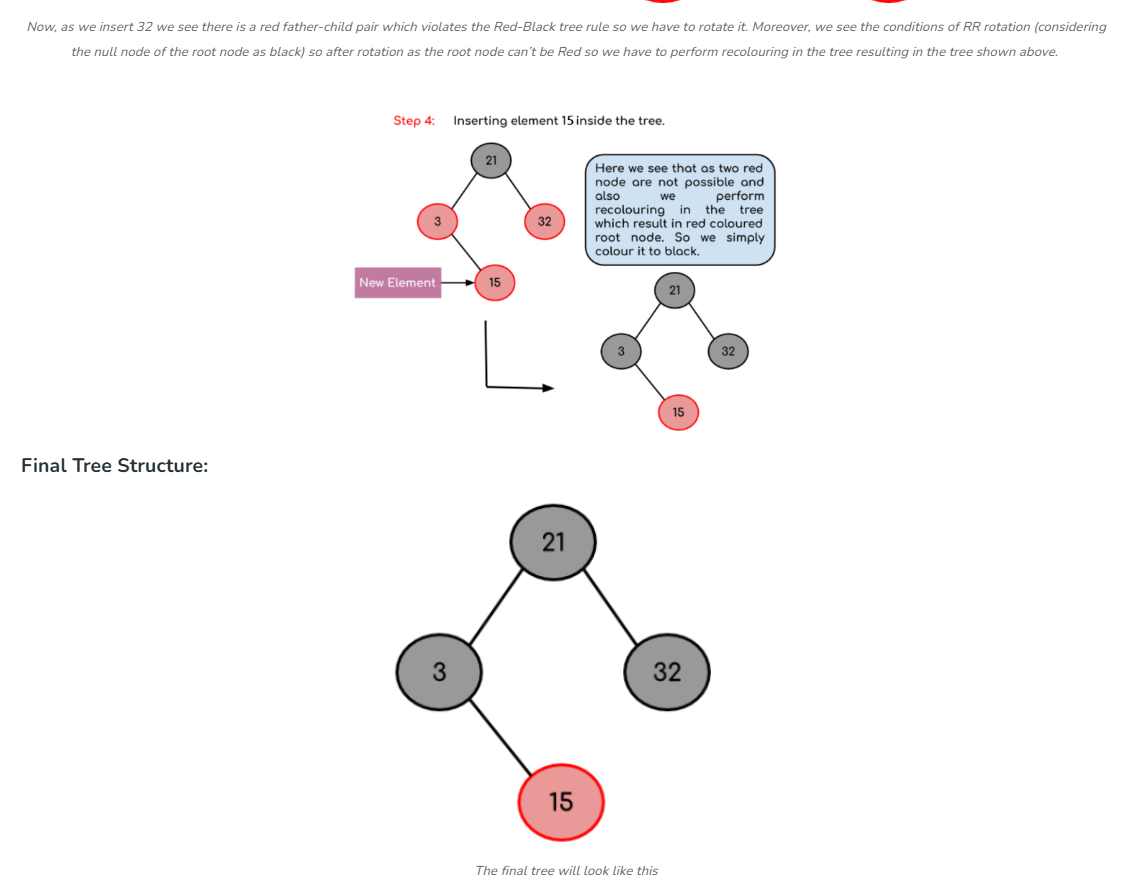 Now, as we insert 32 we see there is a red father-child pair which violates the Red-Black tree rule so we have to rotate it. Moreover, we see the conditions of RR rotation (considering
the null node of the root node as black) so after rotation as the root node can't be Red so we have to perform recolouring in the tree resulting in the tree shown above.
Step 4: Inserting element 15 inside the tree.
21
3
32
New Element
15
Here we see that as two red
node are not possible and
also we perform
recolouring in the tree
which result in red coloured
root node. So we simply
colour it to black.
21
3
32
15
Final Tree Structure:
21
3
32
15
The final tree will look like this